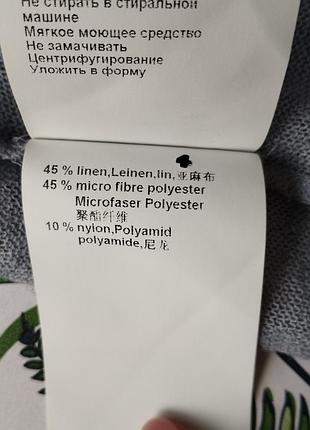 Не стирать в стиральной
машине
Мягкое моющее средство
Не замачивать
Центрифугирование
Уложить в форму
45 % linen,Leinen,lin,亚麻布
45 % micro fibre polyester
Microfaser Polyester
聚酯纤维
10 % nylon,Polyamid
polyamide,尼龙